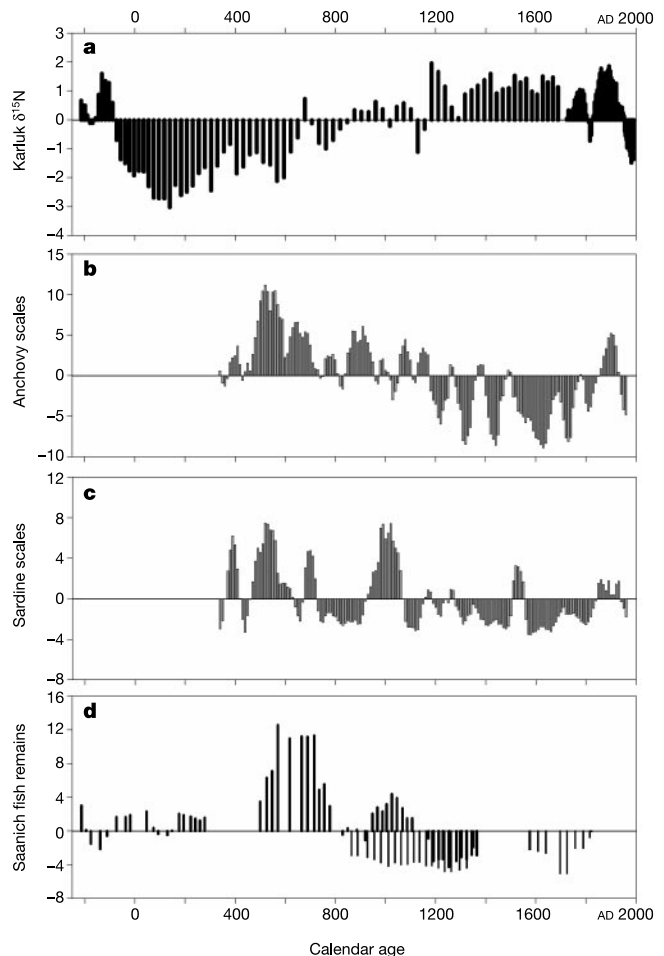 0 400 800 1200 1600 AD 2000
a
3
2
1
0
−1
−2
−3
−4
Karluk δ15N
b
15
10
5
0
−5
−10
Anchovy scales
c
12
8
4
0
−4
−8
Sardine scales
d
16
12
8
4
0
−4
−8
Saanich fish remains
0 400 800 1200 1600 AD 2000
Calendar age